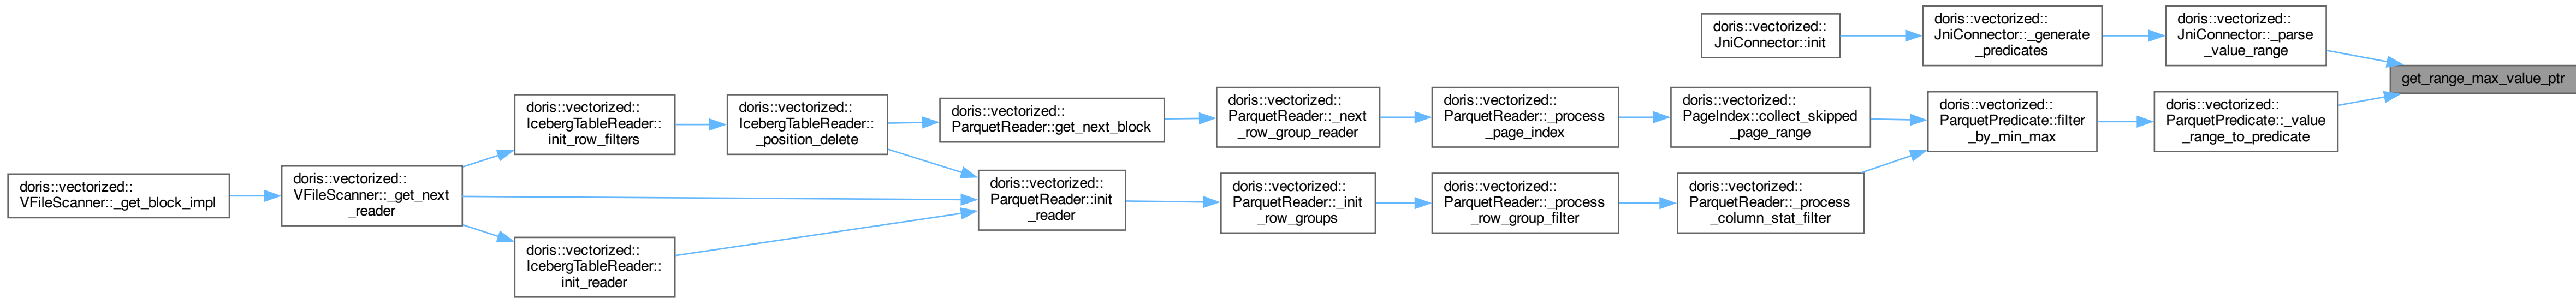 doris::vectorized::
VFileScanner::_get_block_impl
doris::vectorized::
VFileScanner::_get_next
_reader
doris::vectorized::
IcebergTableReader::
init_row_filters
doris::vectorized::
IcebergTableReader::
init_reader
doris::vectorized::
IcebergTableReader::
_position_delete
doris::vectorized::
ParquetReader::get_next_block
doris::vectorized::
ParquetReader::init
_reader
doris::vectorized::
ParquetReader::_next
_row_group_reader
doris::vectorized::
ParquetReader::_init
_row_groups
doris::vectorized::
ParquetReader::_process
_page_index
doris::vectorized::
ParquetReader::_process
_row_group_filter
doris::vectorized::
JniConnector::init
doris::vectorized::
PageIndex::collect_skipped
_page_range
doris::vectorized::
ParquetReader::_process
_column_stat_filter
doris::vectorized::
JniConnector::_generate
_predicates
doris::vectorized::
ParquetPredicate::filter
_by_min_max
doris::vectorized::
JniConnector::_parse
_value_range
doris::vectorized::
ParquetPredicate::_value
_range_to_predicate
get_range_max_value_ptr